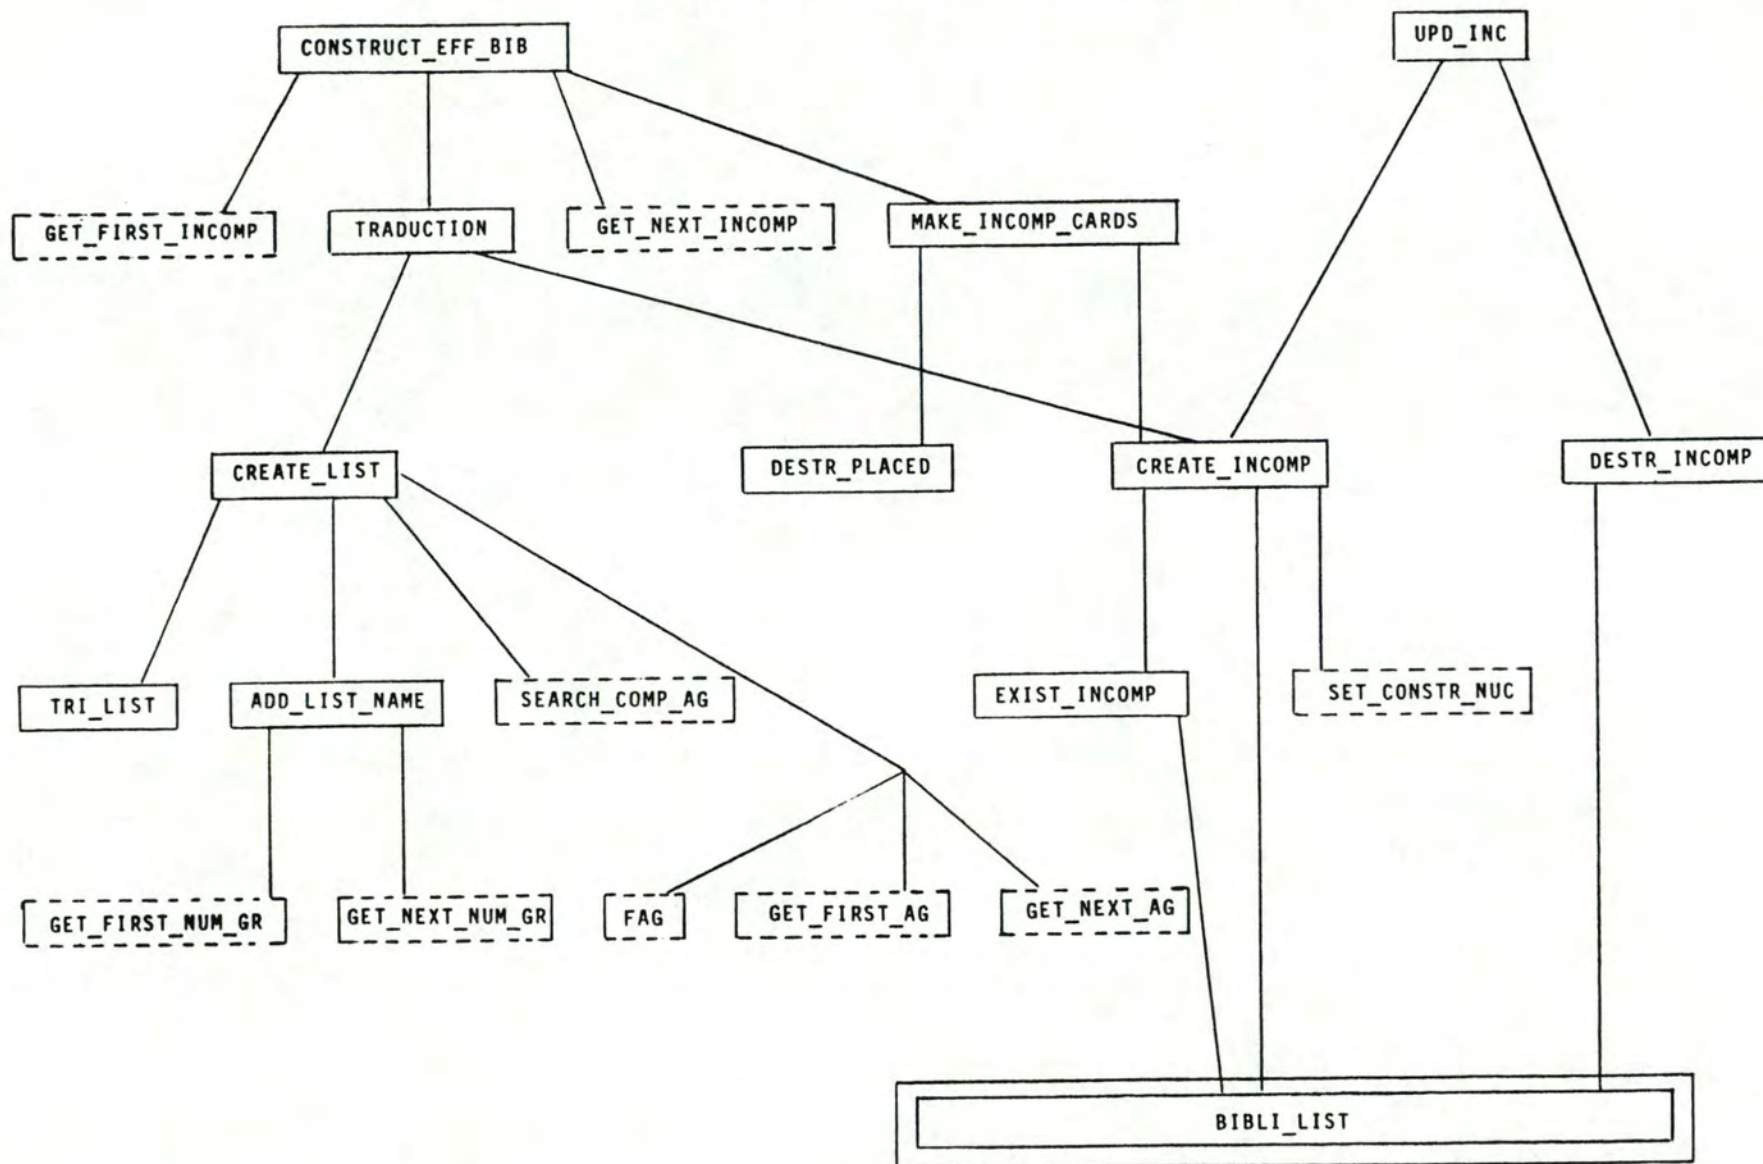 CONSTRUCT_EFF_BIB
UPD_INC
GET_FIRST_INCOMP
TRADUCTION
GET_NEXT_INCOMP
MAKE_INCOMP_CARDS
CREATE_LIST
DESTR_PLACED
CREATE_INCOMP
DESTR_INCOMP
TRI_LIST
ADD_LIST_NAME
SEARCH_COMP_AG
EXIST_INCOMP
SET_CONSTR_NUC
GET_FIRST_NUM_GR
GET_NEXT_NUM_GR
FAG
GET_FIRST_AG
GET_NEXT_AG
BIBLI_LIST